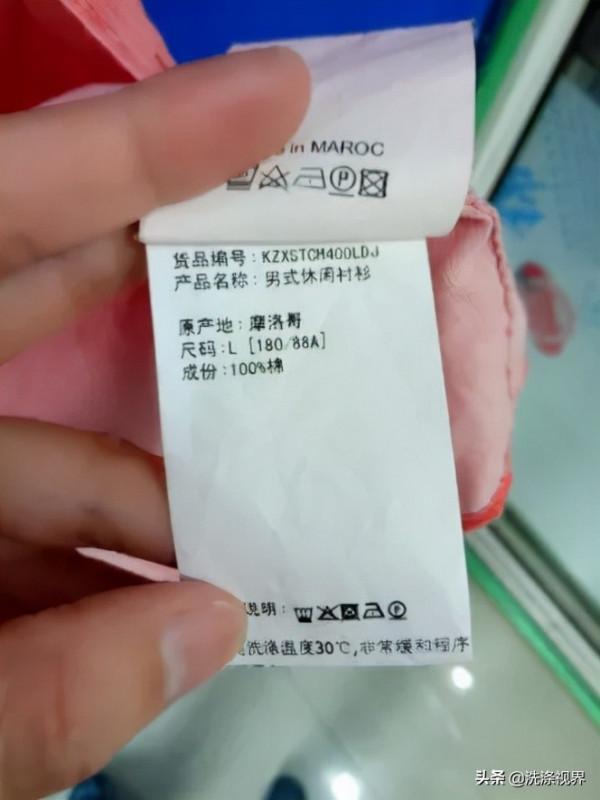 in MAROC
货品编号：KZXSTCM400LDJ
产品名称：男式休闲衬衫
原产地：摩洛哥
尺码：L [180/88A]
成份：100%棉
说明：
洗涤温度30℃，非常缓和程序
头条 @洗涤视界